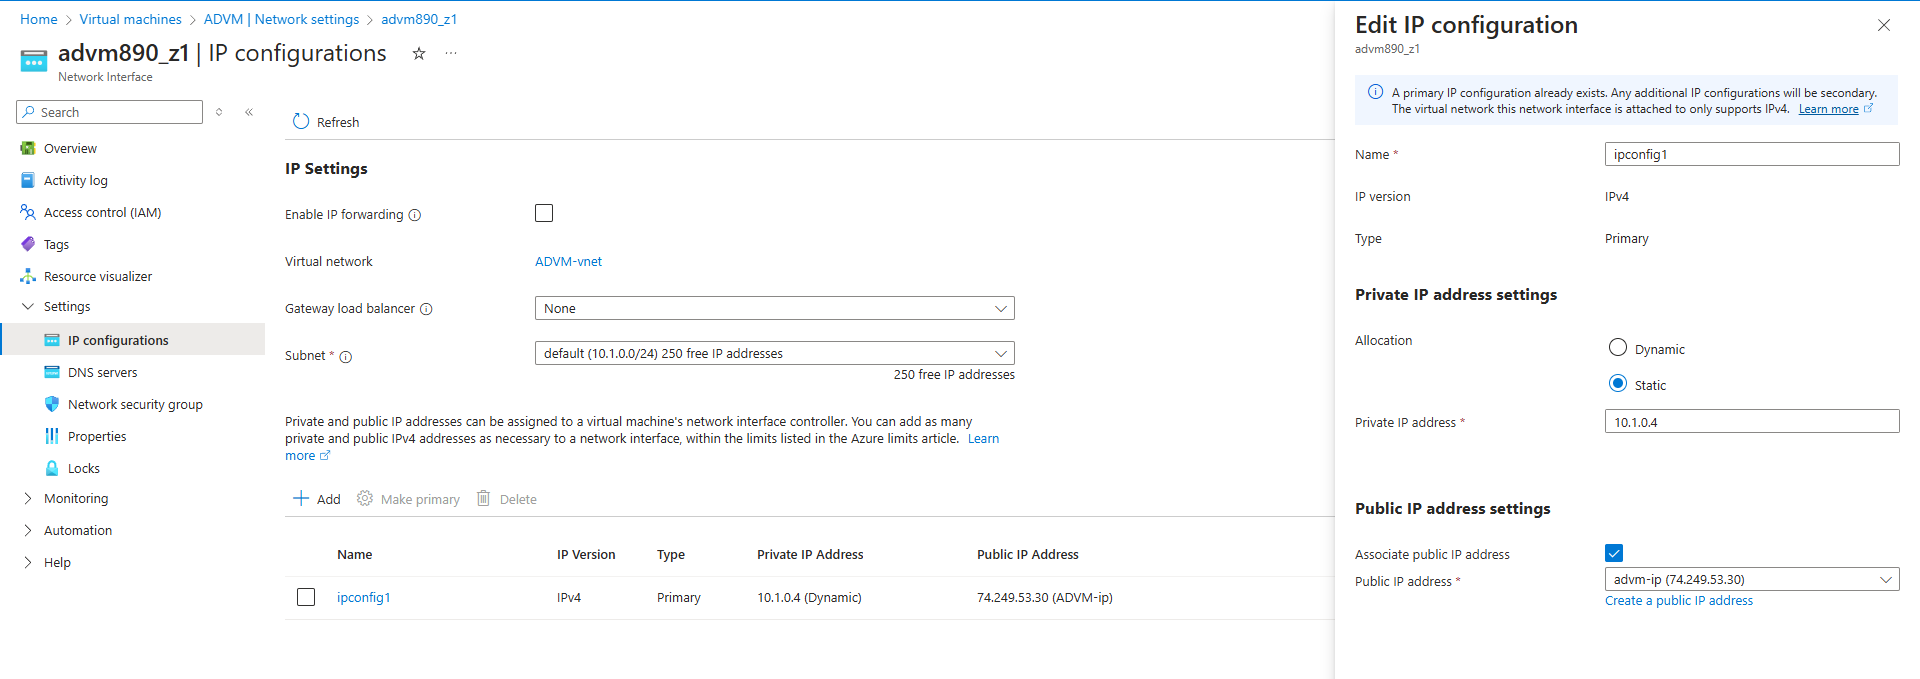 Home > Virtual machines > ADVM | Network settings > advm890_z1
advm890_z1 | IP configurations
Network Interface
Search
Overview
Activity log
Access control (IAM)
Tags
Resource visualizer
Settings
IP configurations
DNS servers
Network security group
Properties
Locks
Monitoring
Automation
Help
Refresh
IP Settings
Enable IP forwarding
Virtual network
ADVM-vnet
Gateway load balancer
None
Subnet *
default (10.1.0.0/24) 250 free IP addresses
250 free IP addresses
Private and public IP addresses can be assigned to a virtual machine's network interface controller. You can add as many
private and public IPv4 addresses as necessary to a network interface, within the limits listed in the Azure limits article. Learn
more
Add Make primary Delete
Name IP Version Type Private IP Address Public IP Address
ipconfig1 IPv4 Primary 10.1.0.4 (Dynamic) 74.249.53.30 (ADVM-ip)
Edit IP configuration
advm890_z1
A primary IP configuration already exists. Any additional IP configurations will be secondary.
The virtual network this network interface is attached to only supports IPv4. Learn more
Name *
ipconfig1
IP version
IPv4
Type
Primary
Private IP address settings
Allocation
Dynamic
Static
Private IP address *
10.1.0.4
Public IP address settings
Associate public IP address
Public IP address *
advm-ip (74.249.53.30)
Create a public IP address